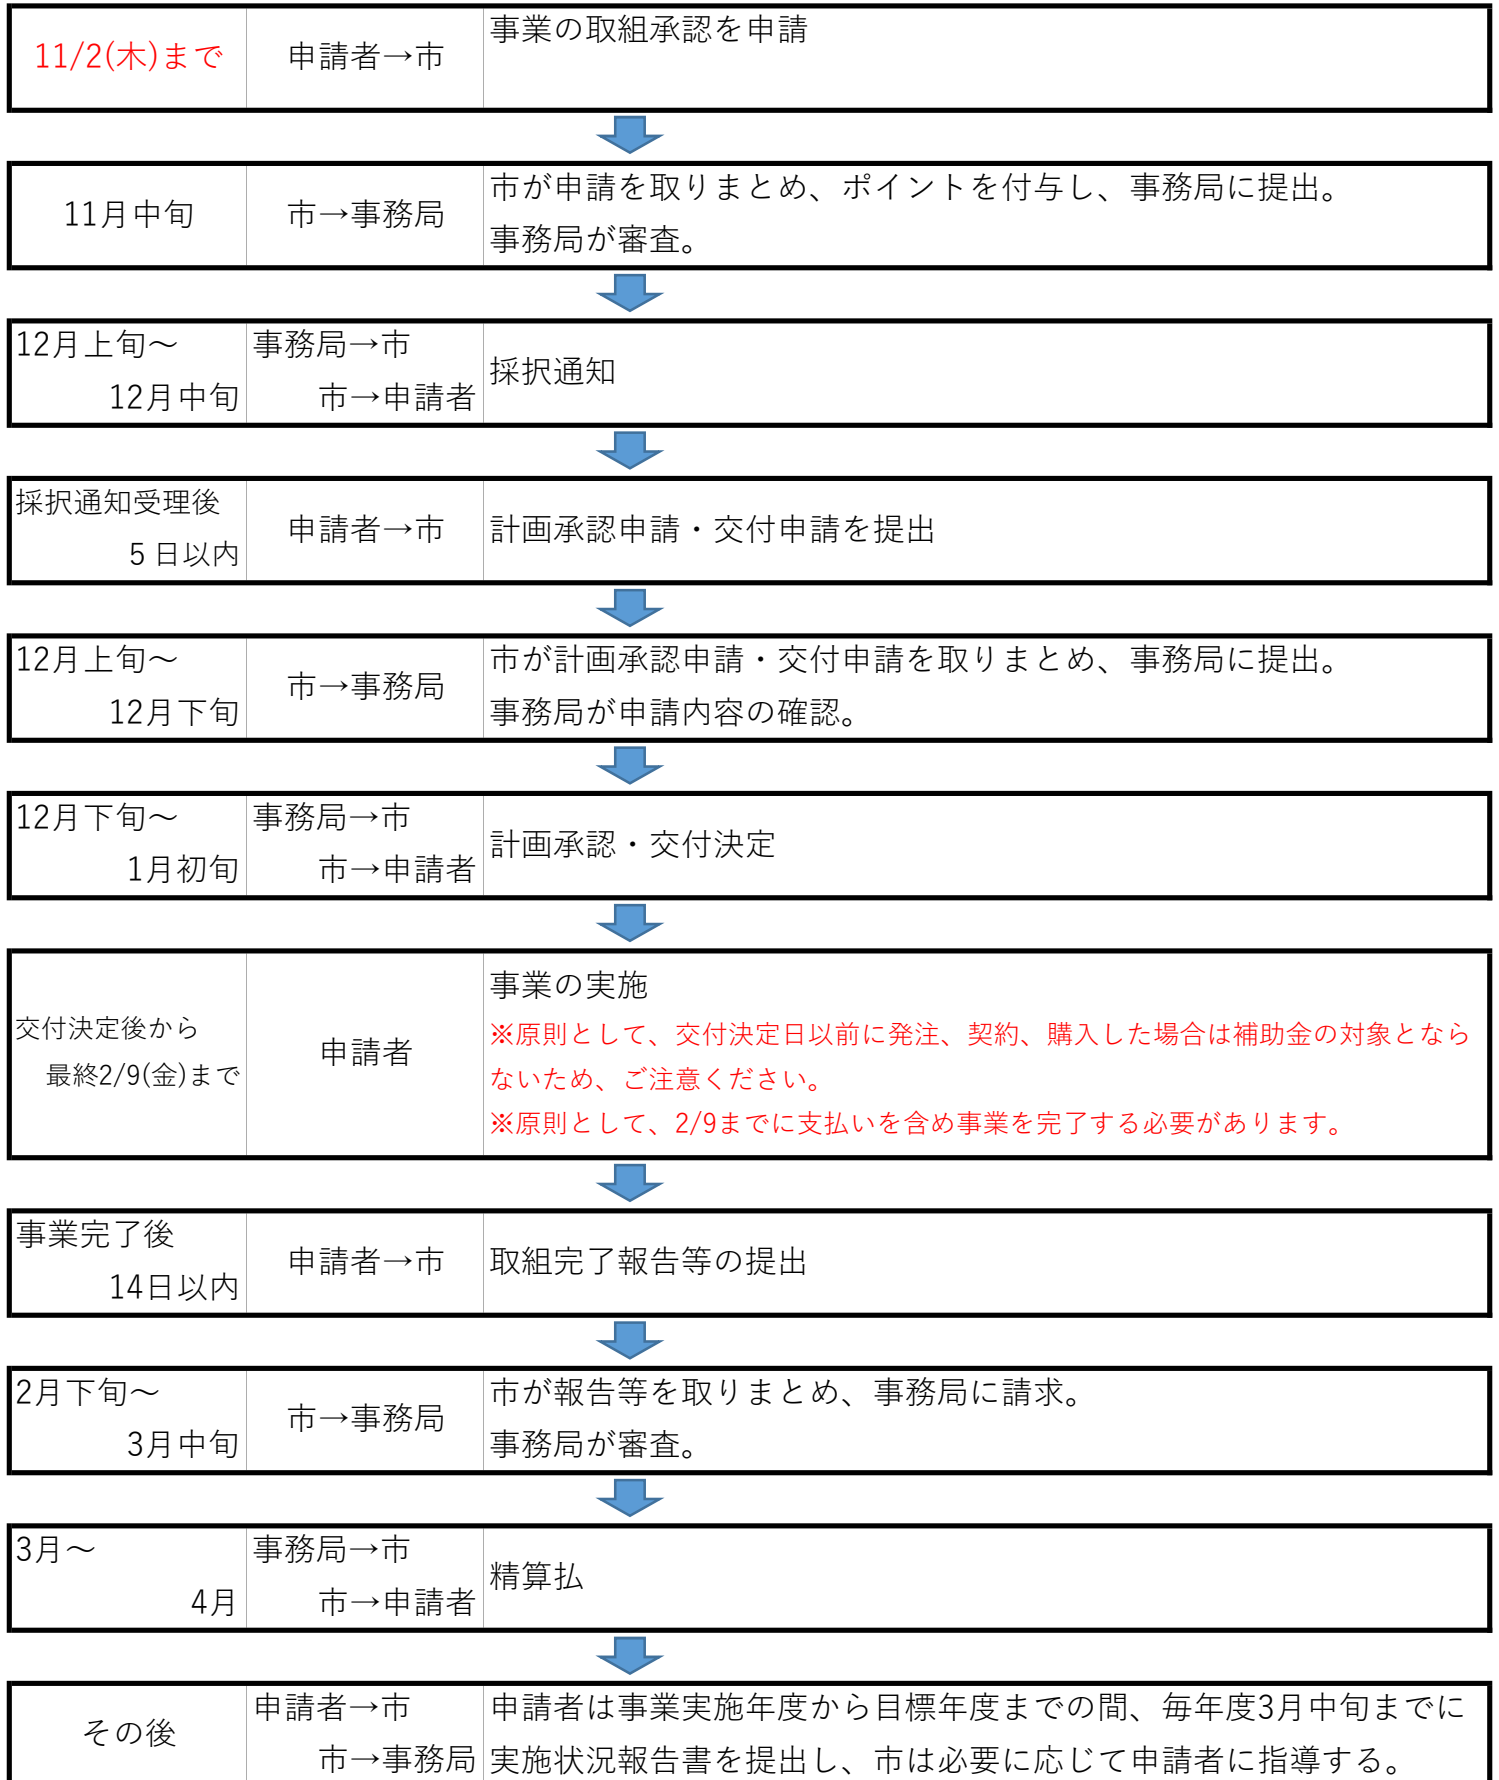 11/2(木)まで
申請者→市
事業の取組承認を申請
11月中旬
市→事務局
市が申請を取りまとめ、ポイントを付与し、事務局に提出。
事務局が審査。
12月上旬～
12月中旬
事務局→市
市→申請者
採択通知
採択通知受理後
５日以内
申請者→市
計画承認申請・交付申請を提出
12月上旬～
12月下旬
市→事務局
市が計画承認申請・交付申請を取りまとめ、事務局に提出。
事務局が申請内容の確認。
12月下旬～
1月初旬
事務局→市
市→申請者
計画承認・交付決定
交付決定後から
最終2/9(金)まで
申請者
事業の実施
※原則として、交付決定日以前に発注、契約、購入した場合は補助金の対象となら
ないため、ご注意ください。
※原則として、2/9までに支払いを含め事業を完了する必要があります。
事業完了後
14日以内
申請者→市
取組完了報告等の提出
2月下旬～
3月中旬
市→事務局
市が報告等を取りまとめ、事務局に請求。
事務局が審査。
3月～
4月
事務局→市
市→申請者
精算払
その後
申請者→市
市→事務局
申請者は事業実施年度から目標年度までの間、毎年度3月中旬までに
実施状況報告書を提出し、市は必要に応じて申請者に指導する。